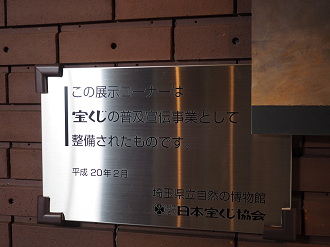 この展示コーナーは
宝くじの普及宣伝事業として
整備されたものです。
平成20年2月
埼玉県立自然の博物館
日本宝くじ協会